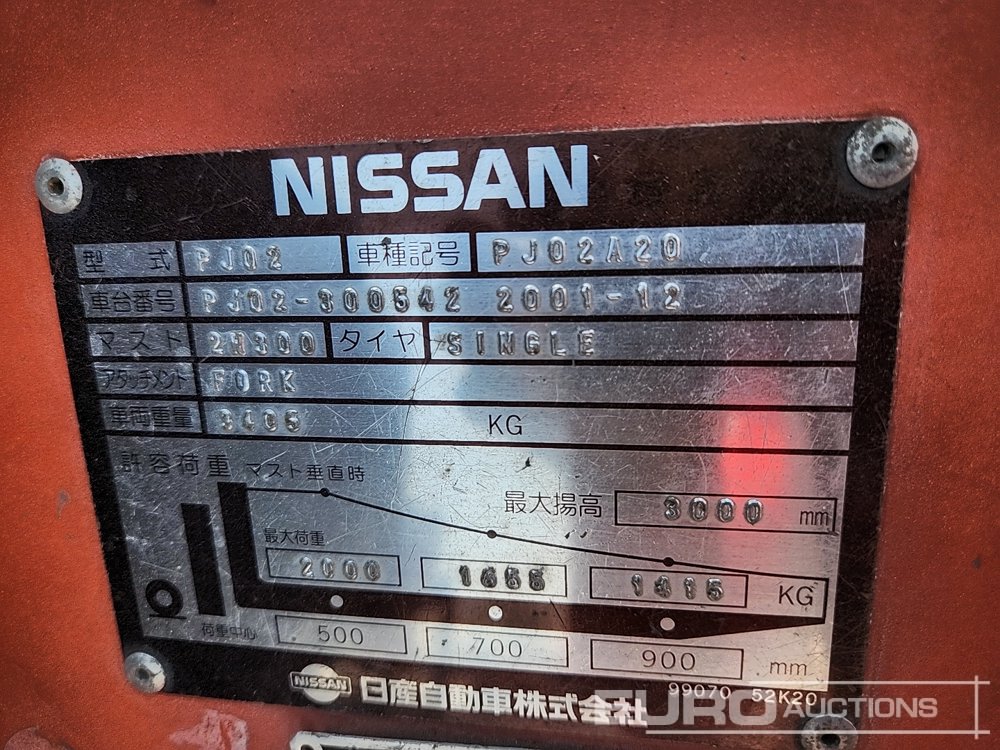 NISSAN
型式 PJ02 車種記号 PJ02A20
車台番号 PJ02-300542 2001-12
マスト 2M300 タイヤ SINGLE
アタッチメント FORK
車両重量 3405 KG
許容荷重 マスト垂直時
最大揚高 3000 mm
最大荷重
2000 1655 1415 KG
荷重中心 500 700 900 mm
99070 52K20
NISSAN 日産自動車株式会社
EURO AUCTIONS